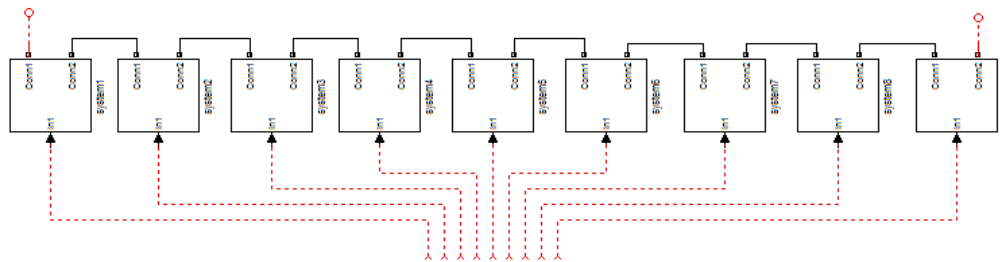 Conn1
Conn2
system1
In1
Conn1
Conn2
system2
In1
Conn1
Conn2
system3
In1
Conn1
Conn2
system4
In1
Conn1
Conn2
system5
In1
Conn1
Conn2
system6
In1
Conn1
Conn2
system7
In1
Conn1
Conn2
system8
In1
Conn1
Conn2
In1